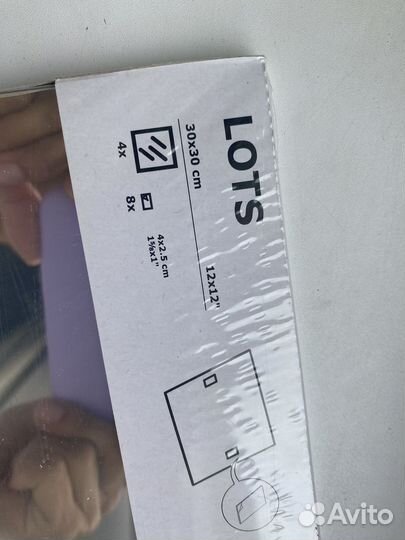 LOTS
30x30 cm
12x12"
4x
8x
4x2.5 cm
1⅝x1"
Avito